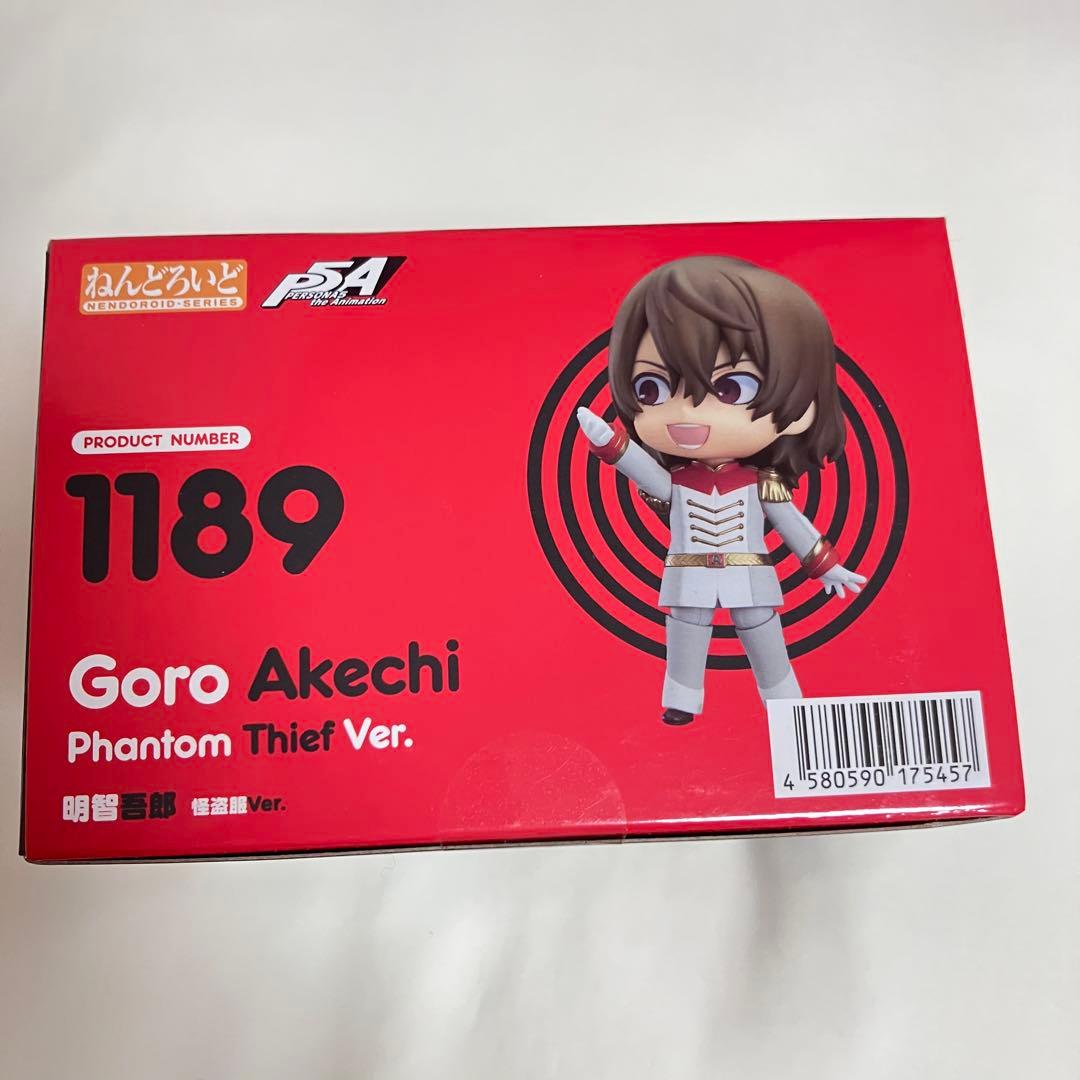 ねんどろいど
NENDOROID·SERIES
P5A
PERSONA5
the Animation
PRODUCT NUMBER
1189
Goro Akechi
Phantom Thief Ver.
明智吾郎 怪盗服Ver.
4 580590 175457